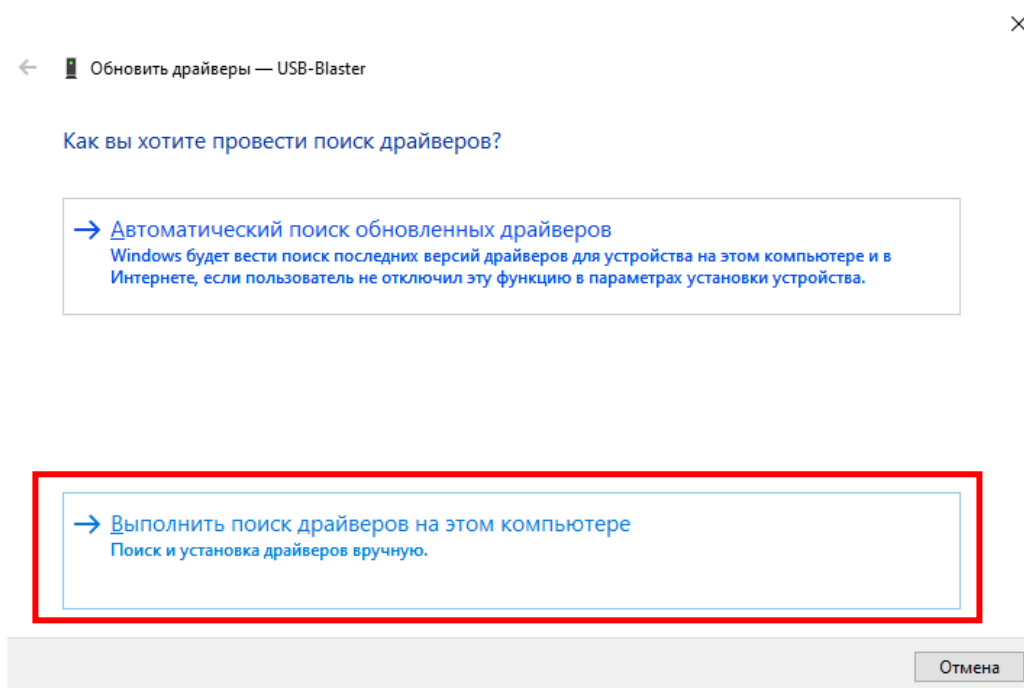 Обновить драйверы — USB-Blaster
Как вы хотите провести поиск драйверов?
Автоматический поиск обновленных драйверов
Windows будет вести поиск последних версий драйверов для устройства на этом компьютере и в
Интернете, если пользователь не отключил эту функцию в параметрах установки устройства.
Выполнить поиск драйверов на этом компьютере
Поиск и установка драйверов вручную.
Отмена